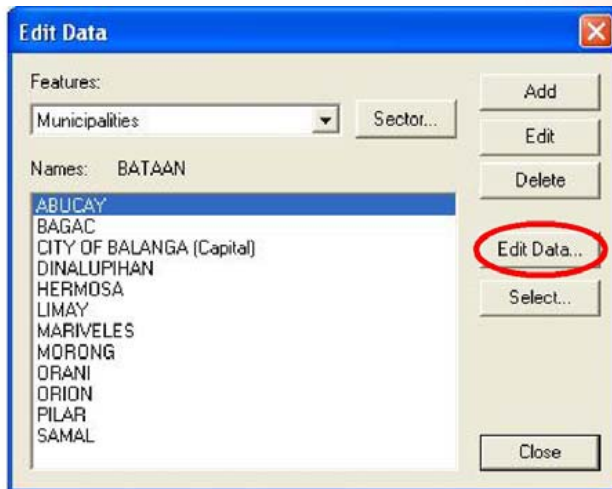 Edit Data
Features:
Municipalities
Sector...
Names: BATAAN
ABUCAY
BAGAC
CITY OF BALANGA (Capital)
DINALUPIHAN
HERMOSA
LIMAY
MARIVELES
MORONG
ORANI
ORION
PILAR
SAMAL
Add
Edit
Delete
Edit Data...
Select...
Close